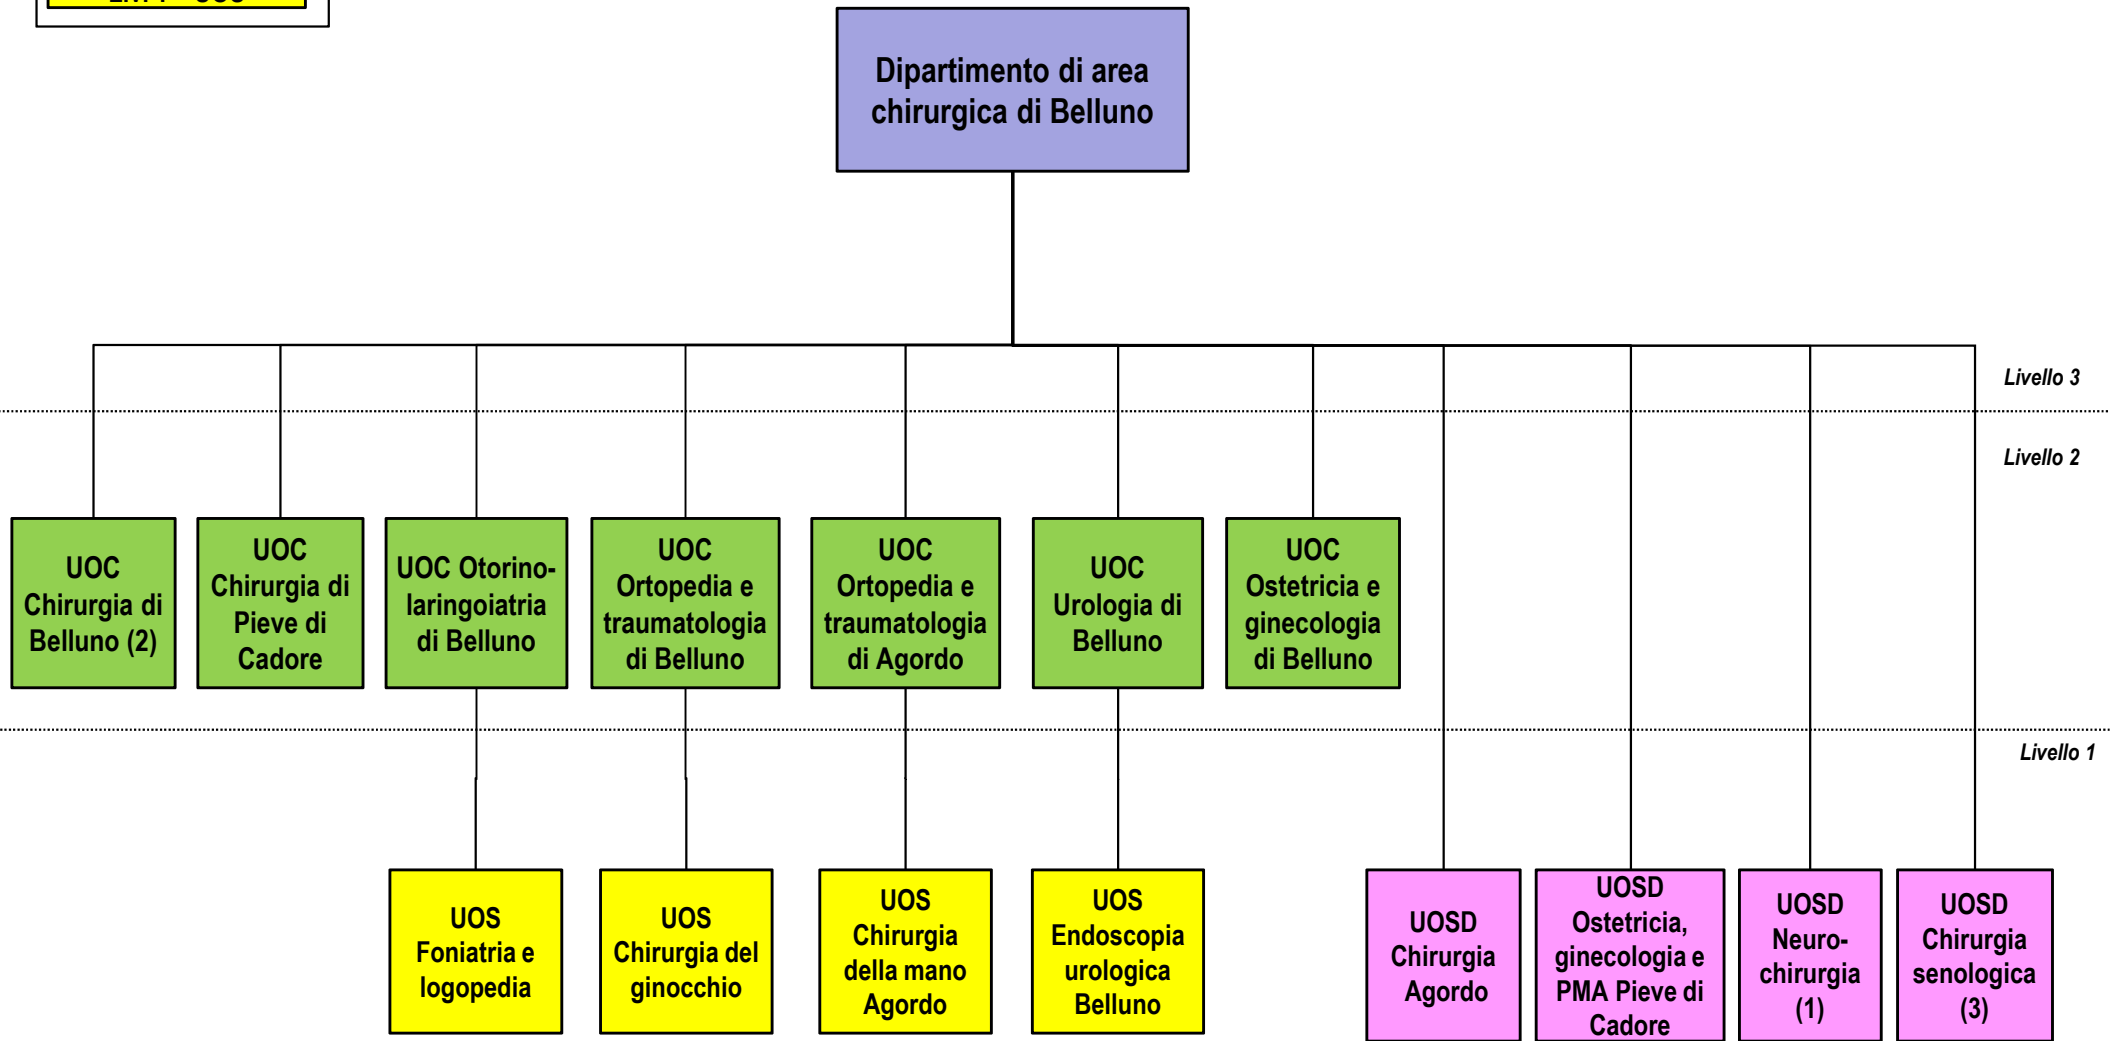 Dipartimento di area
chirurgica di Belluno
Livello 3
Livello 2
UOC
Chirurgia di
Belluno (2)
UOC
Chirurgia di
Pieve di
Cadore
UOC Otorino-
laringoiatria
di Belluno
UOC
Ortopedia e
traumatologia
di Belluno
UOC
Ortopedia e
traumatologia
di Agordo
UOC
Urologia di
Belluno
UOC
Ostetricia e
ginecologia
di Belluno
Livello 1
UOS
Foniatria e
logopedia
UOS
Chirurgia del
ginocchio
UOS
Chirurgia
della mano
Agordo
UOS
Endoscopia
urologica
Belluno
UOSD
Chirurgia
Agordo
UOSD
Ostetricia,
ginecologia e
PMA Pieve di
Cadore
UOSD
Neuro-
chirurgia
(1)
UOSD
Chirurgia
senologica
(3)